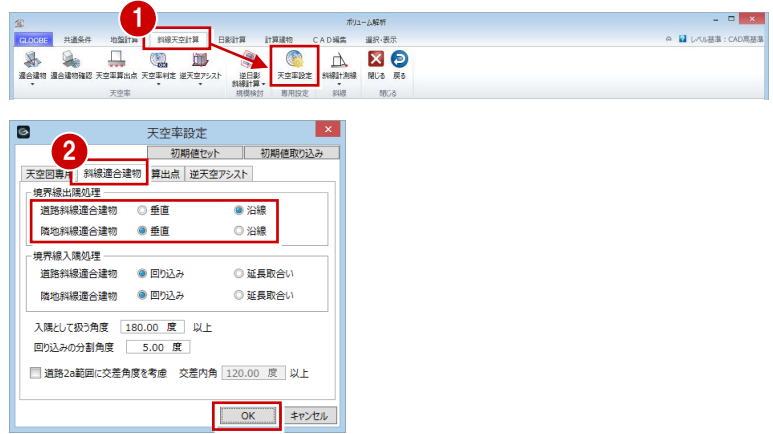 ボリューム解析
1
GLOOBE 共通条件 地盤計算 斜線天空計算 日影計算 計算建物 CAD編集 選択・表示 レベル基準:CAD高基準
適合建物 適合建物確認 天空率算出点 天空率判定 逆天空アシスト 逆日影斜線計算 天空率設定 斜線計測線 閉じる 戻る
天空率 規模検討 専用設定 斜線 閉じる
天空率設定
2
初期値セット 初期値取り込み
天空図専用 斜線適合建物 算出点 逆天空アシスト
境界線出隅処理
道路斜線適合建物 垂直 沿線
隣地斜線適合建物 垂直 沿線
境界線入隅処理
道路斜線適合建物 回り込み 延長取合い
隣地斜線適合建物 回り込み 延長取合い
入隅として扱う角度 180.00 度 以上
回り込みの分割角度 5.00 度
道路2a範囲に交差角度を考慮 交差内角 120.00 度 以上
OK キャンセル